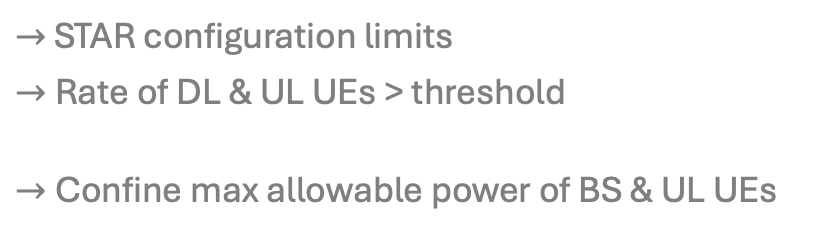 → STAR configuration limits
→ Rate of DL & UL UEs > threshold
→ Confine max allowable power of BS & UL UEs